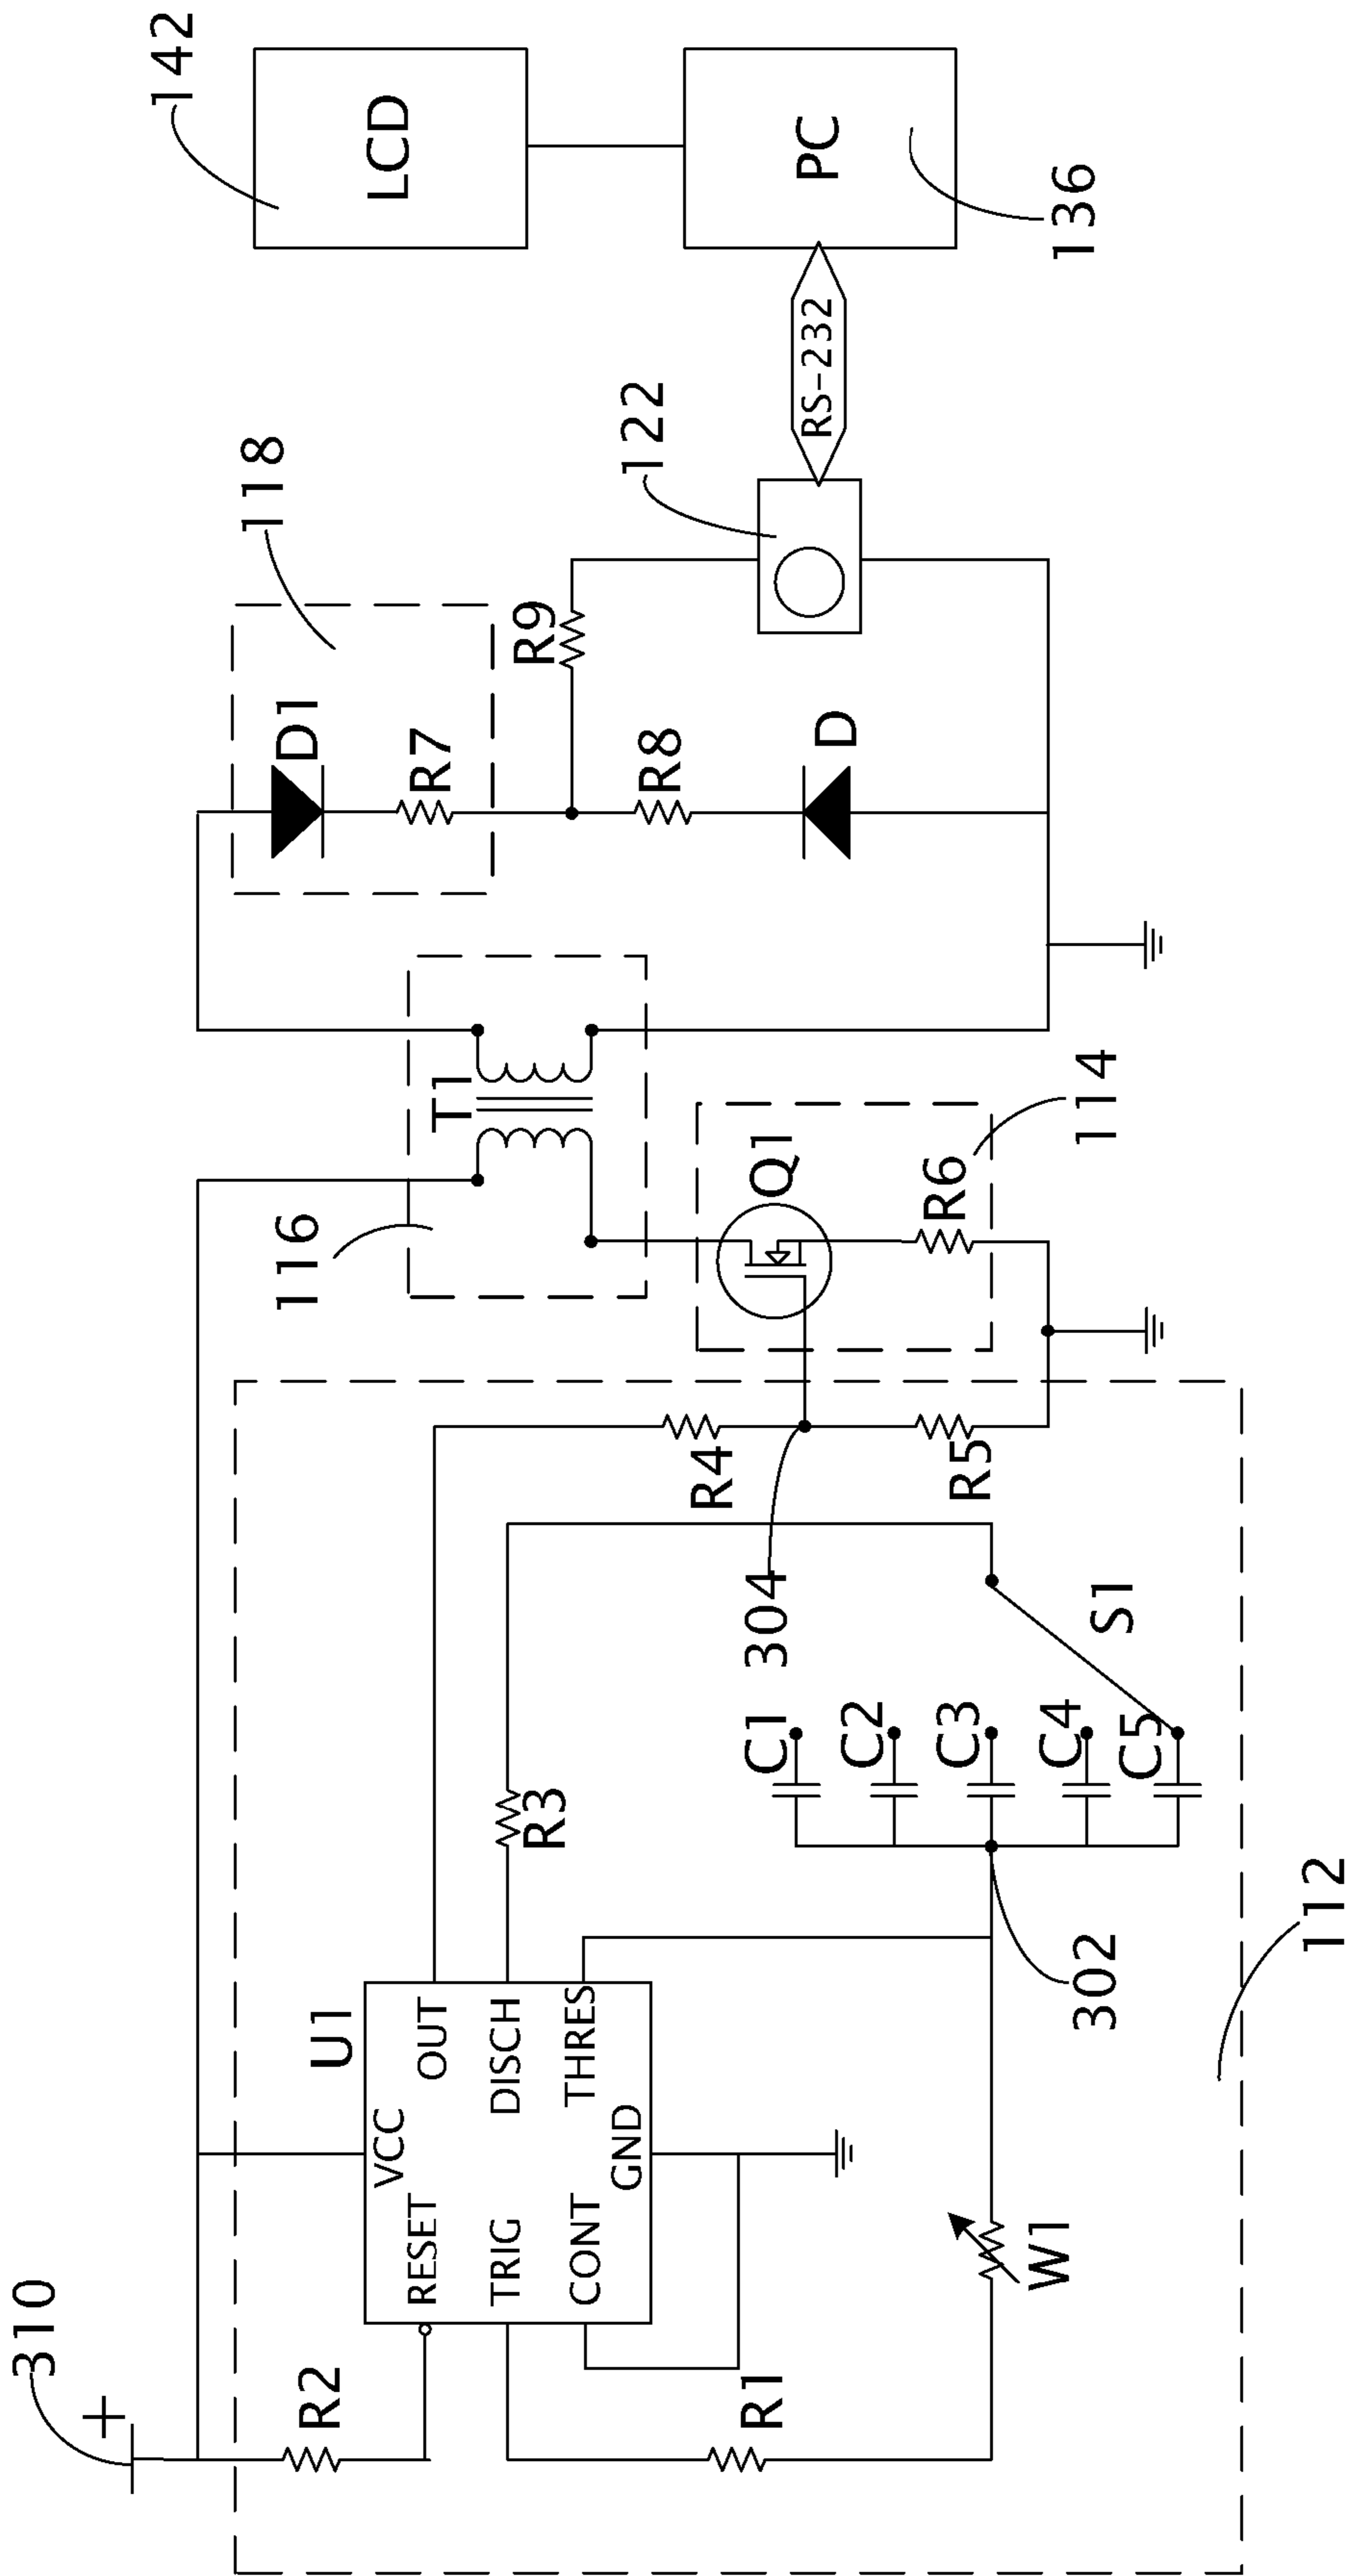 310
+
R2
U1
VCC
RESET
OUT
TRIG
DISCH
CONT
THRES
GND
R1
W1
R3
302
C1
C2
C3
C4
C5
S1
304
R4
R5
112
116
T1
Q1
R6
114
118
D1
R7
R8
D
R9
122
RS-232
142
LCD
PC
136